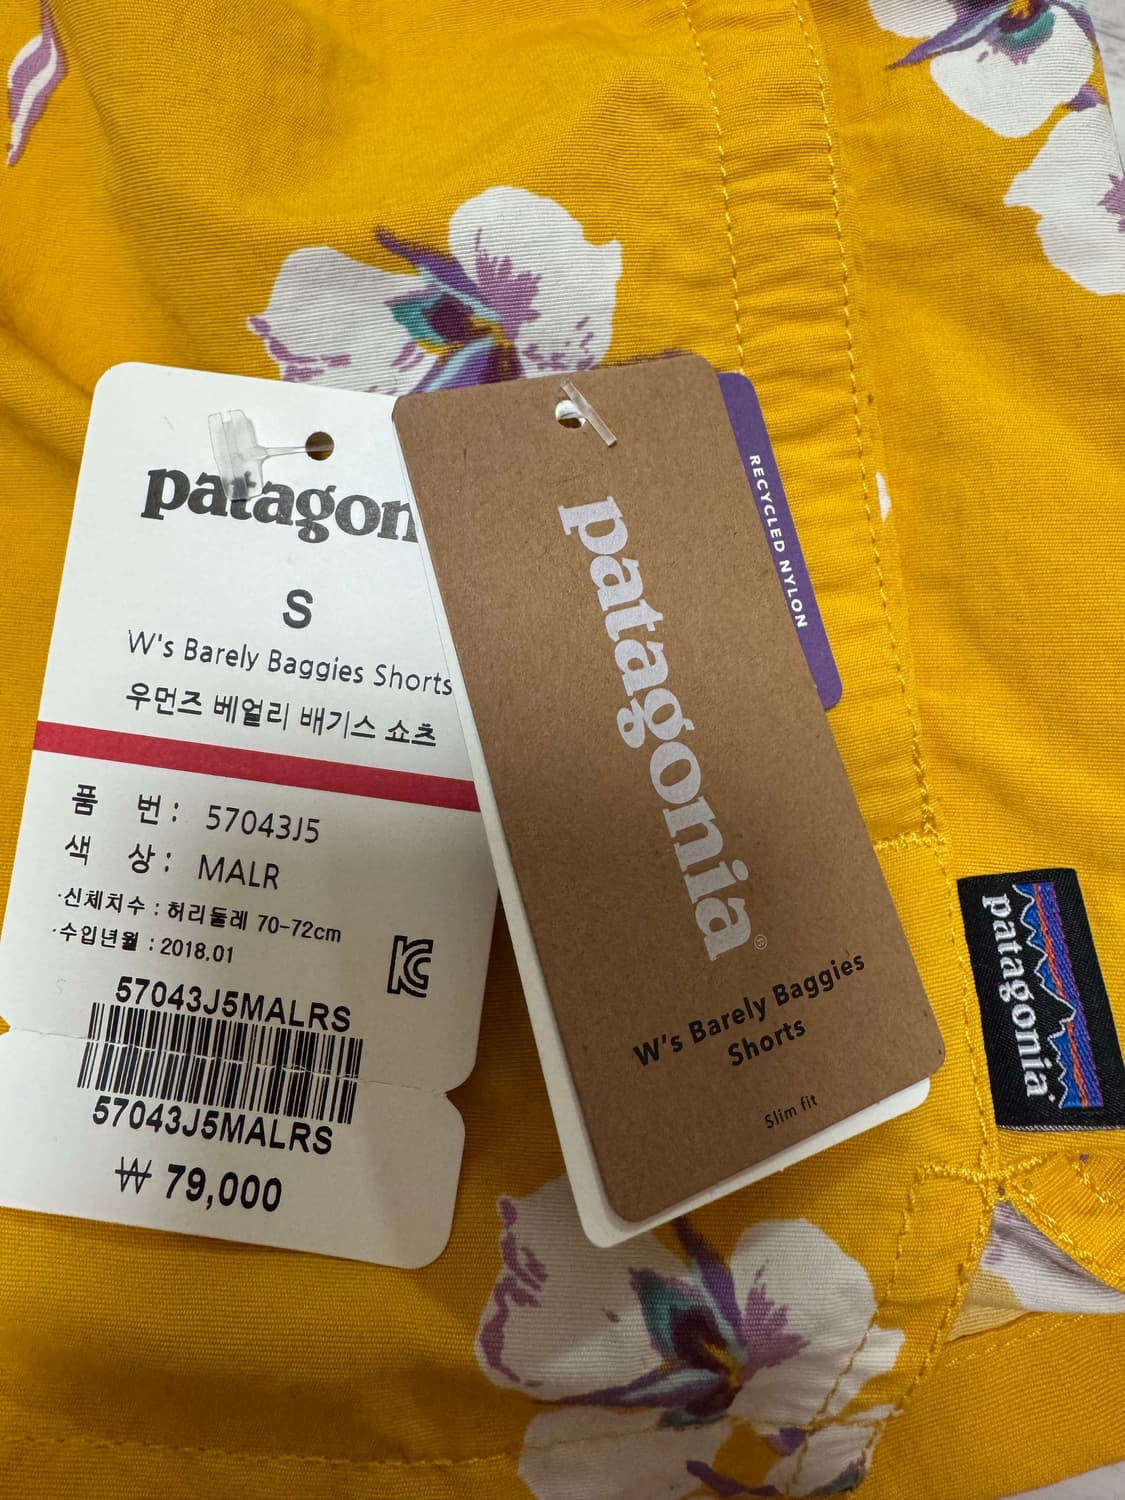 patagon
S
W's Barely Baggies Shorts
우먼즈 베얼리 배기스 쇼츠
품 번 : 57043J5
색 상 : MALR
·신체치수 : 허리둘레 70-72cm
·수입년월 : 2018.01
57043J5MALRS
57043J5MALRS
₩ 79,000
patagonia®
W's Barely Baggies
Shorts
Slim fit
RECYCLED NYLON
patagonia